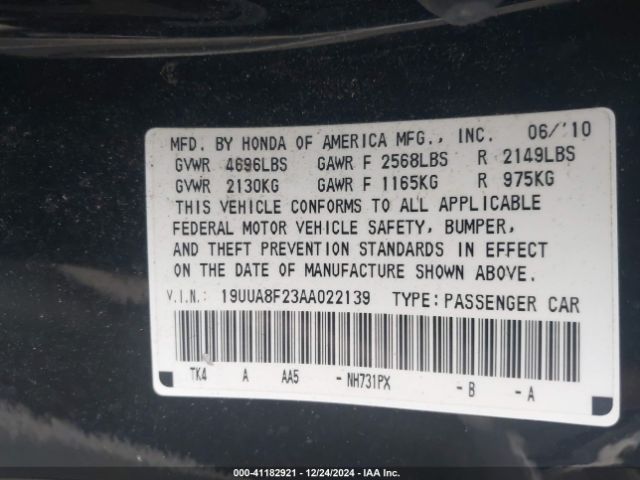 MFD. BY HONDA OF AMERICA MFG., INC. 06/'10
GVWR 4696LBS GAWR F 2568LBS R 2149LBS
GVWR 2130KG GAWR F 1165KG R 975KG
THIS VEHICLE CONFORMS TO ALL APPLICABLE
FEDERAL MOTOR VEHICLE SAFETY, BUMPER,
AND THEFT PREVENTION STANDARDS IN EFFECT
ON THE DATE OF MANUFACTURE SHOWN ABOVE.
V.I.N.: 19UUA8F23AA022139 TYPE: PASSENGER CAR
TK4 A AA5 - NH731PX - B - A
000-41182921 - 12/24/2024 - IAA Inc.